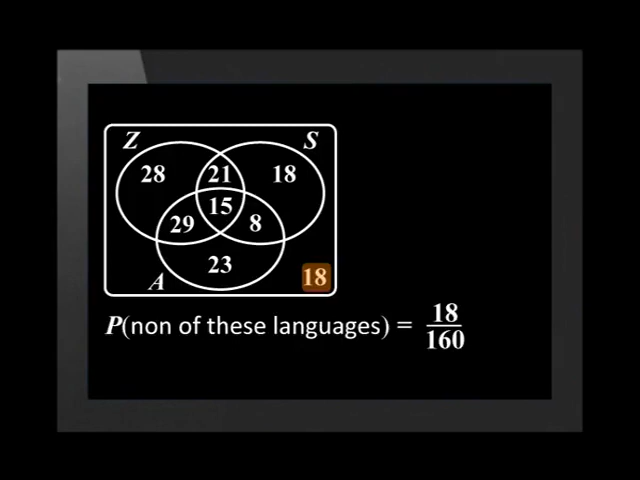 Z S
28 21 18
15
29 8
23
A 18
P(non of these languages) = 18/160